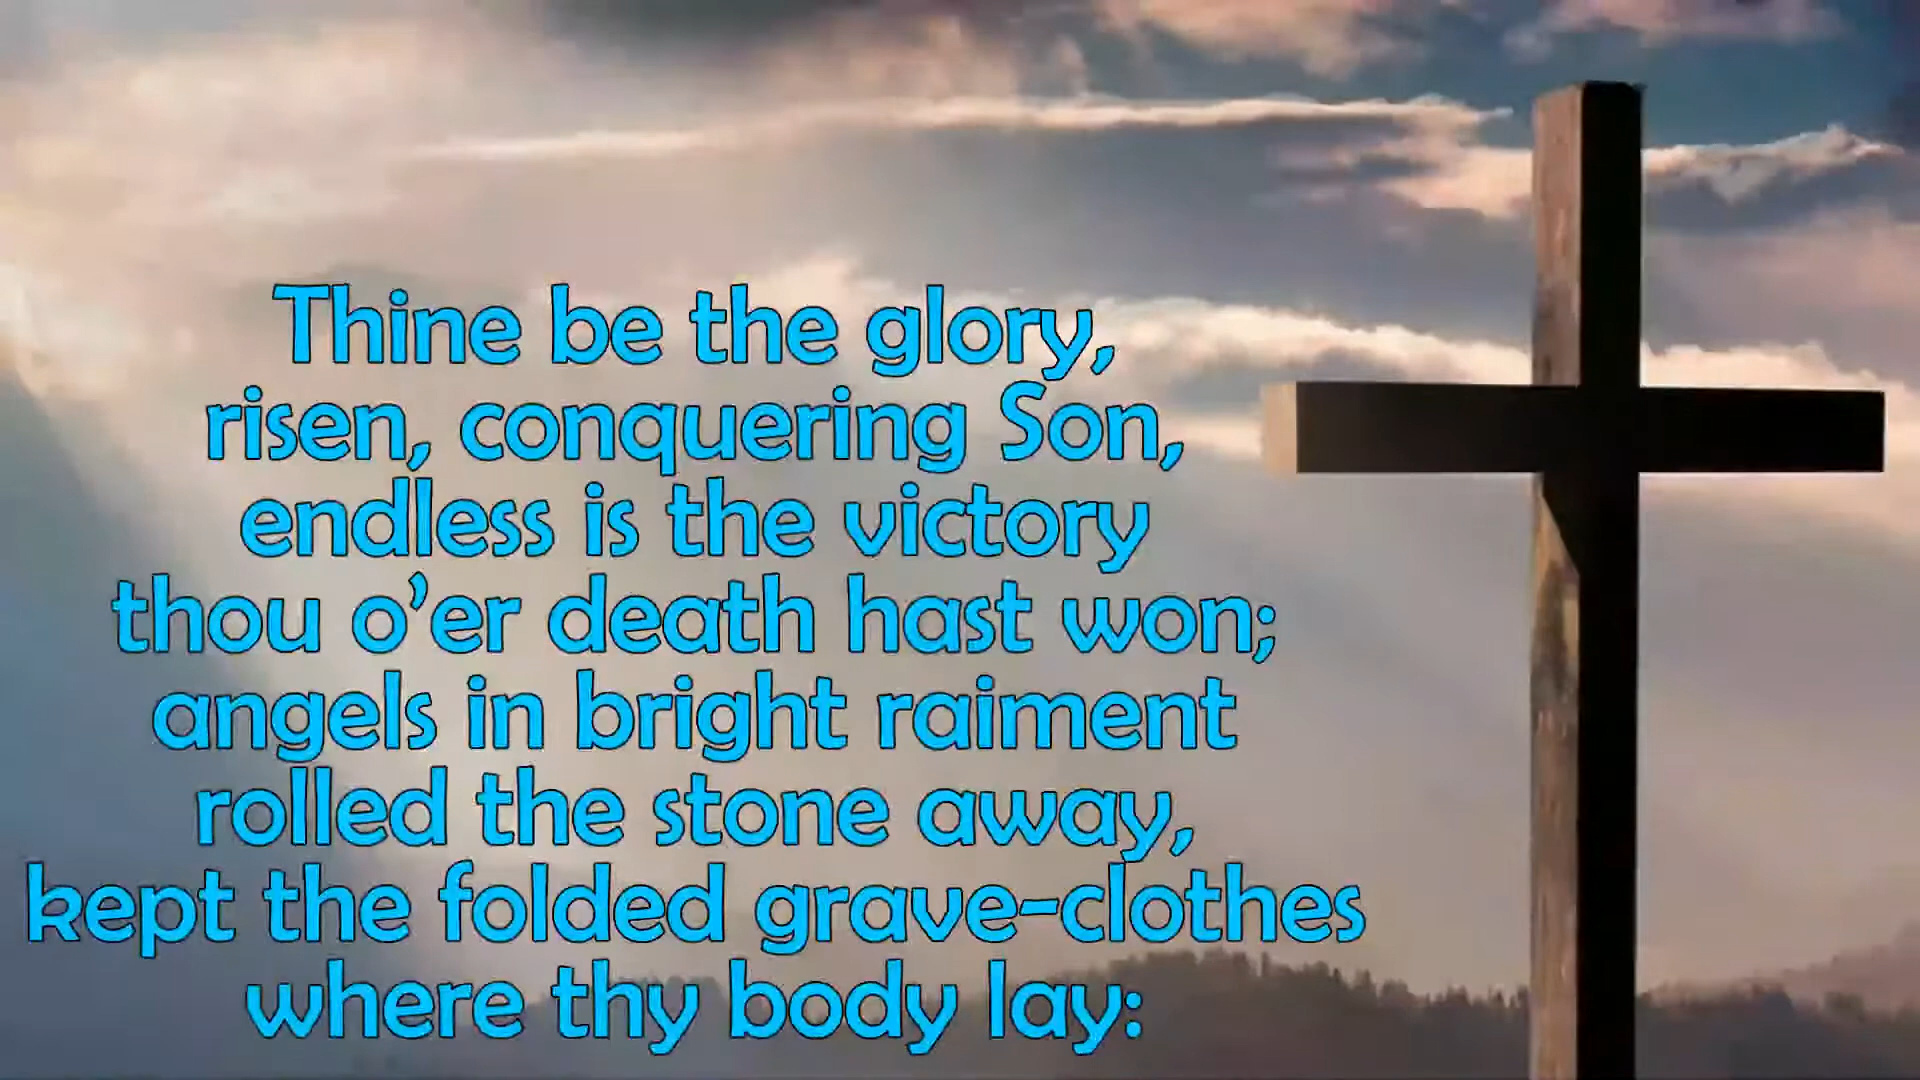 Thine be the glory,
risen, conquering Son,
endless is the victory
thou o’er death hast won;
angels in bright raiment
rolled the stone away,
kept the folded grave-clothes
where thy body lay: